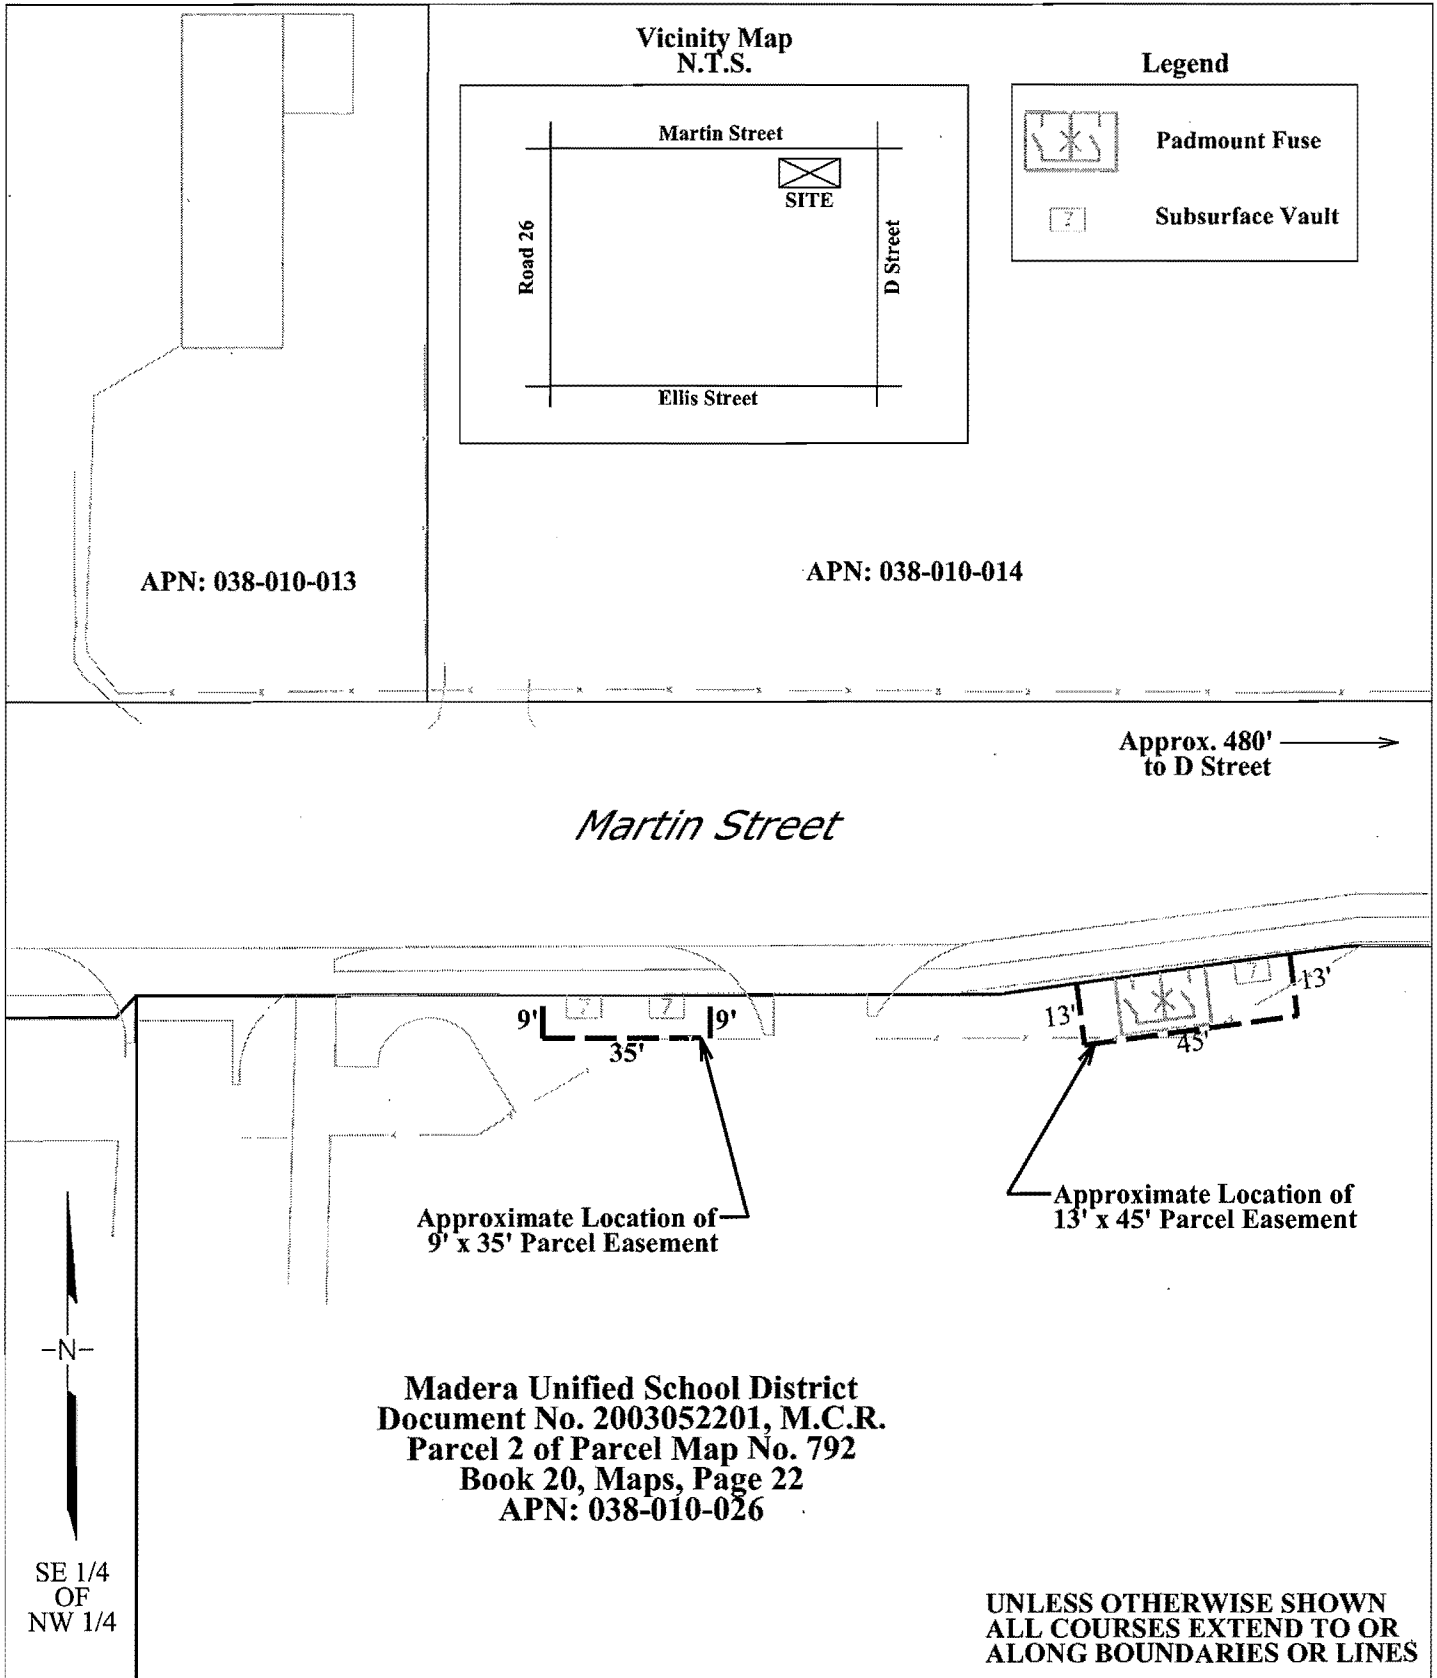 Vicinity Map
N.T.S.
Martin Street
SITE
Road 26
D Street
Ellis Street
Legend
Padmount Fuse
?
Subsurface Vault
APN: 038-010-013
APN: 038-010-014
Approx. 480'
to D Street
Martin Street
9'
?
?
9'
35'
13'
?
13'
45'
Approximate Location of
9' x 35' Parcel Easement
Approximate Location of
13' x 45' Parcel Easement
-N-
Madera Unified School District
Document No. 2003052201, M.C.R.
Parcel 2 of Parcel Map No. 792
Book 20, Maps, Page 22
APN: 038-010-026
SE 1/4
OF
NW 1/4
UNLESS OTHERWISE SHOWN
ALL COURSES EXTEND TO OR
ALONG BOUNDARIES OR LINES